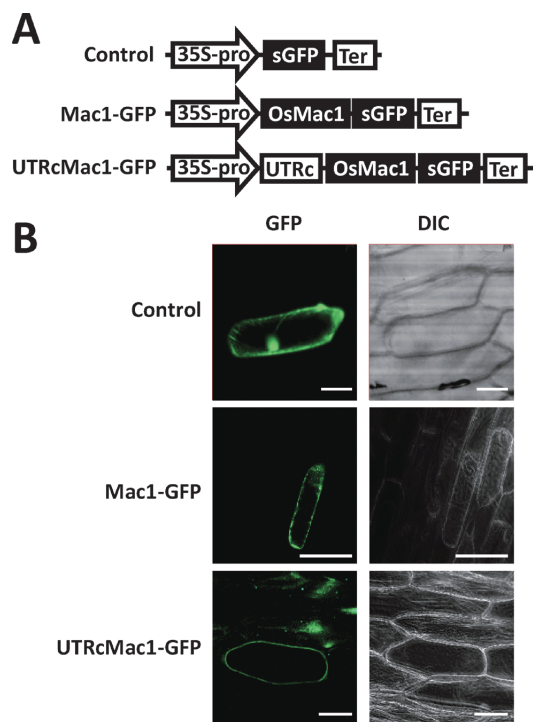 A
Control 35S-pro sGFP Ter
Mac1-GFP 35S-pro OsMac1 sGFP Ter
UTRcMac1-GFP 35S-pro UTRc OsMac1 sGFP Ter
B
GFP DIC
Control
Mac1-GFP
UTRcMac1-GFP